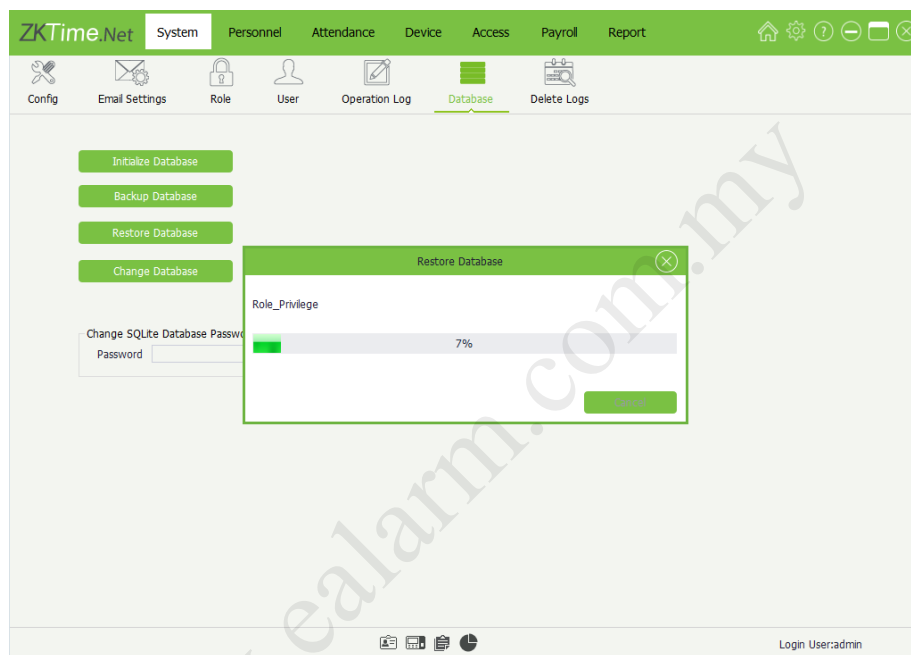 ZKTime.Net System Personnel Attendance Device Access Payroll Report
Config Email Settings Role User Operation Log Database Delete Logs
Initialize Database
Backup Database
Restore Database
Change Database
Restore Database
Role_Privilege
7%
Change SQLite Database Passwo
Password
ealarm.com.my
Login User:admin